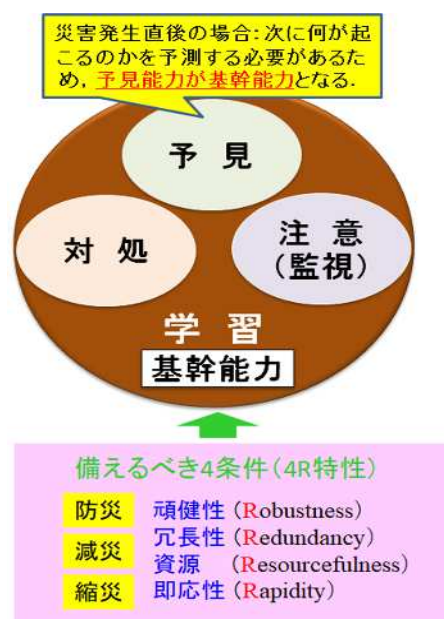 災害発生直後の場合:次に何が起
こるのかを予測する必要があるた
め，予見能力が基幹能力となる．
予 見
対 処
注 意
(監視)
学 習
基幹能力
備えるべき4条件(4R特性)
防災
頑健性(Robustness)
冗長性(Redundancy)
減災
資源 (Resourcefulness)
縮災
即応性(Rapidity)